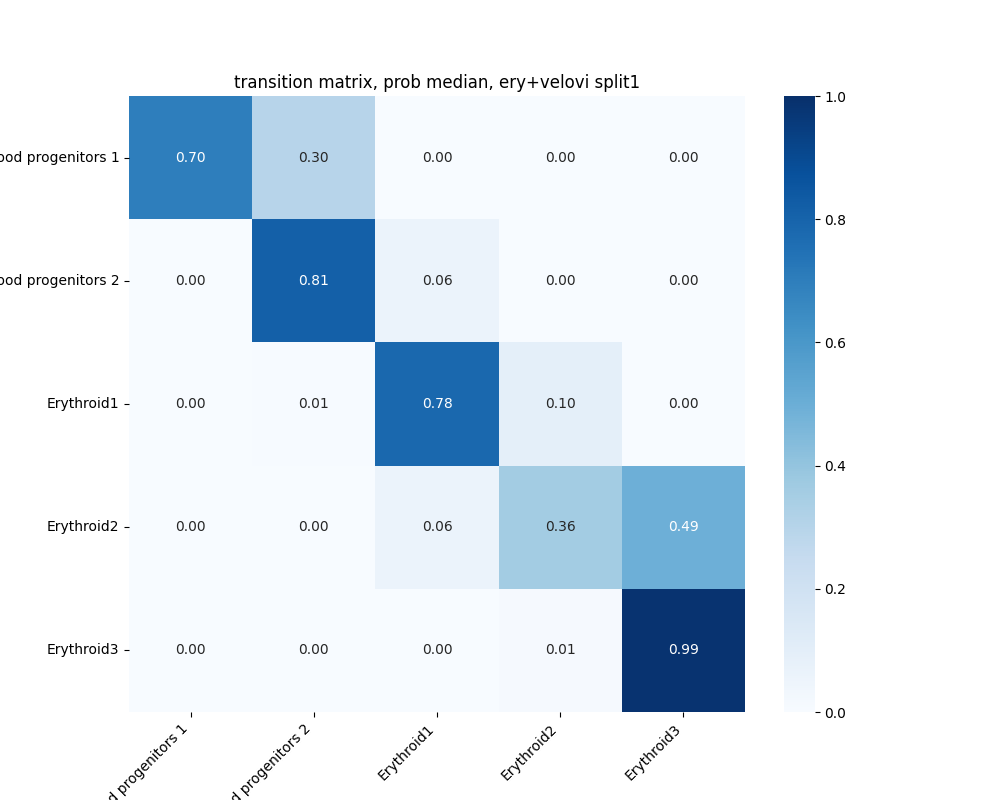 transition matrix, prob median, ery+velovi split1
ood progenitors 1 0.70 0.30 0.00 0.00 0.00
ood progenitors 2 0.00 0.81 0.06 0.00 0.00
Erythroid1 0.00 0.01 0.78 0.10 0.00
Erythroid2 0.00 0.00 0.06 0.36 0.49
Erythroid3 0.00 0.00 0.00 0.01 0.99
d progenitors 1
d progenitors 2
Erythroid1
Erythroid2
Erythroid3
1.0
0.8
0.6
0.4
0.2
0.0